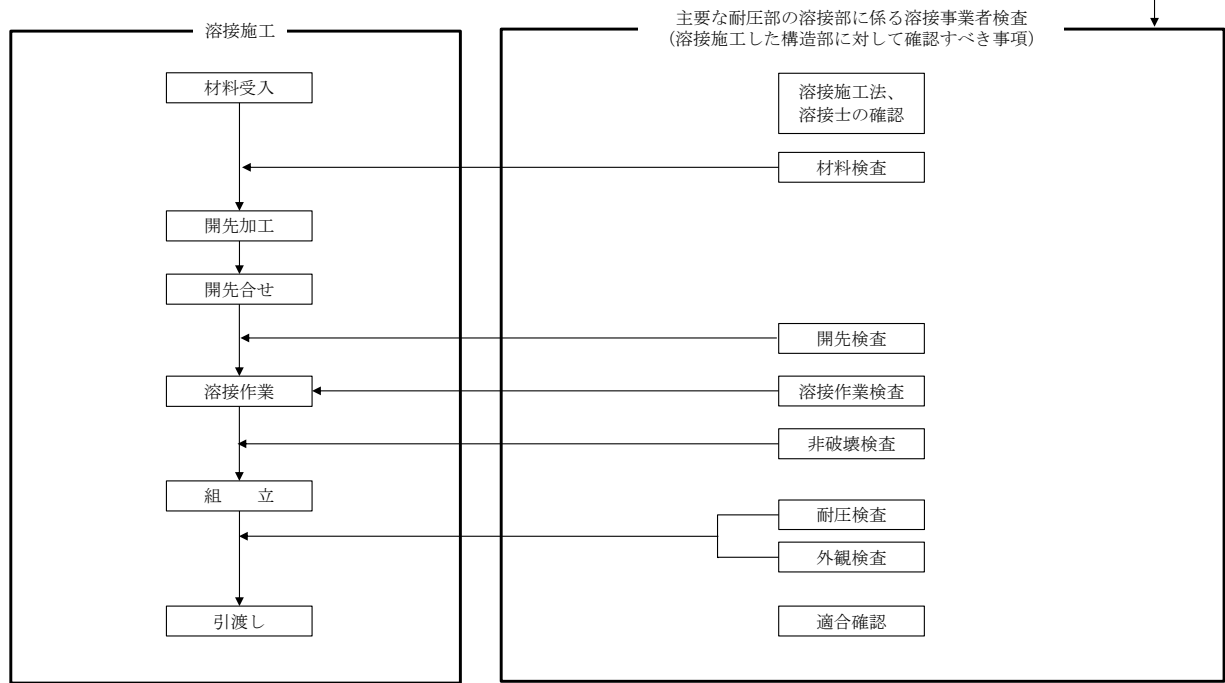 溶接施工
材料受入
開先加工
開先合せ
溶接作業
組　　立
引渡し
主要な耐圧部の溶接部に係る溶接事業者検査
(溶接施工した構造部に対して確認すべき事項)
溶接施工法、
溶接士の確認
材料検査
開先検査
溶接作業検査
非破壊検査
耐圧検査
外観検査
適合確認